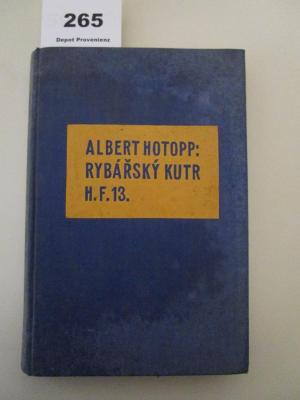 265
Depot Provenienz
ALBERT HOTOPP:
RYBÁŘSKÝ KUTR
H.F.13.